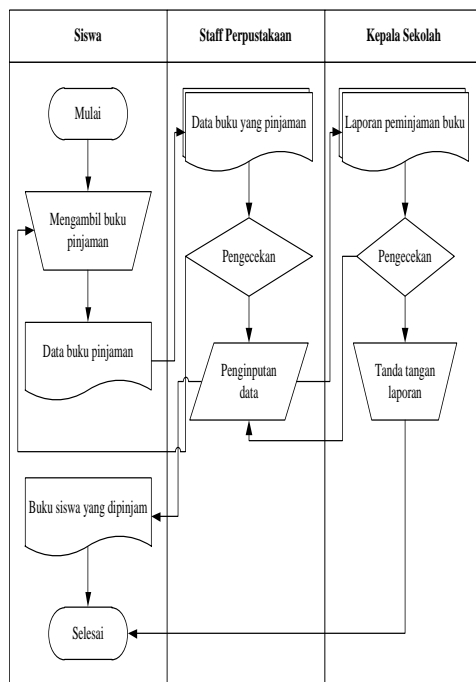 Siswa
Staff Perpustakaan
Kepala Sekolah
Mulai
Mengambil buku
pinjaman
Data buku pinjaman
Buku siswa yang dipinjam
Selesai
Data buku yang pinjaman
Pengecekan
Penginputan
data
Laporan peminjaman buku
Pengecekan
Tanda tangan
laporan